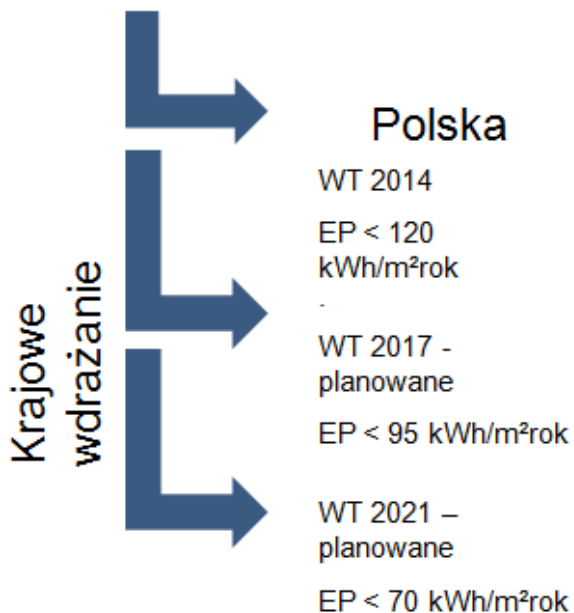 Krajowe
wdrażanie
Polska
WT 2014
EP < 120
kWh/m²rok
.
WT 2017 -
planowane
EP < 95 kWh/m²rok
WT 2021 –
planowane
EP < 70 kWh/m²rok